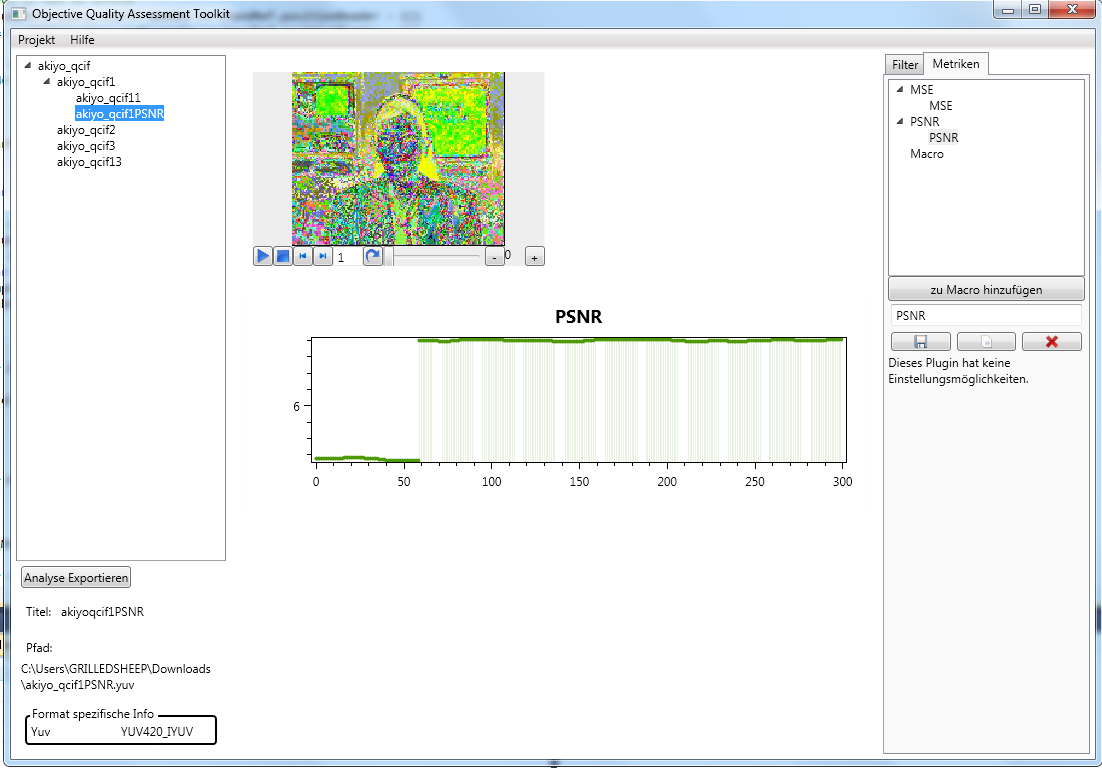 Objective Quality Assessment Toolkit
Projekt Hilfe
akiyo_qcif
akiyo_qcif1
akiyo_qcif11
akiyo_qcif1PSNR
akiyo_qcif2
akiyo_qcif3
akiyo_qcif13
Analyse Exportieren
Titel: akiyoqcif1PSNR
Pfad:
C:\Users\GRILLEDSHEEP\Downloads
\akiyo_qcif1PSNR.yuv
Format spezifische Info
Yuv YUV420_IYUV
1 - 0 +
PSNR
6
0 50 100 150 200 250 300
Filter Metriken
MSE
MSE
PSNR
PSNR
Macro
zu Macro hinzufügen
PSNR
Dieses Plugin hat keine
Einstellungsmöglichkeiten.